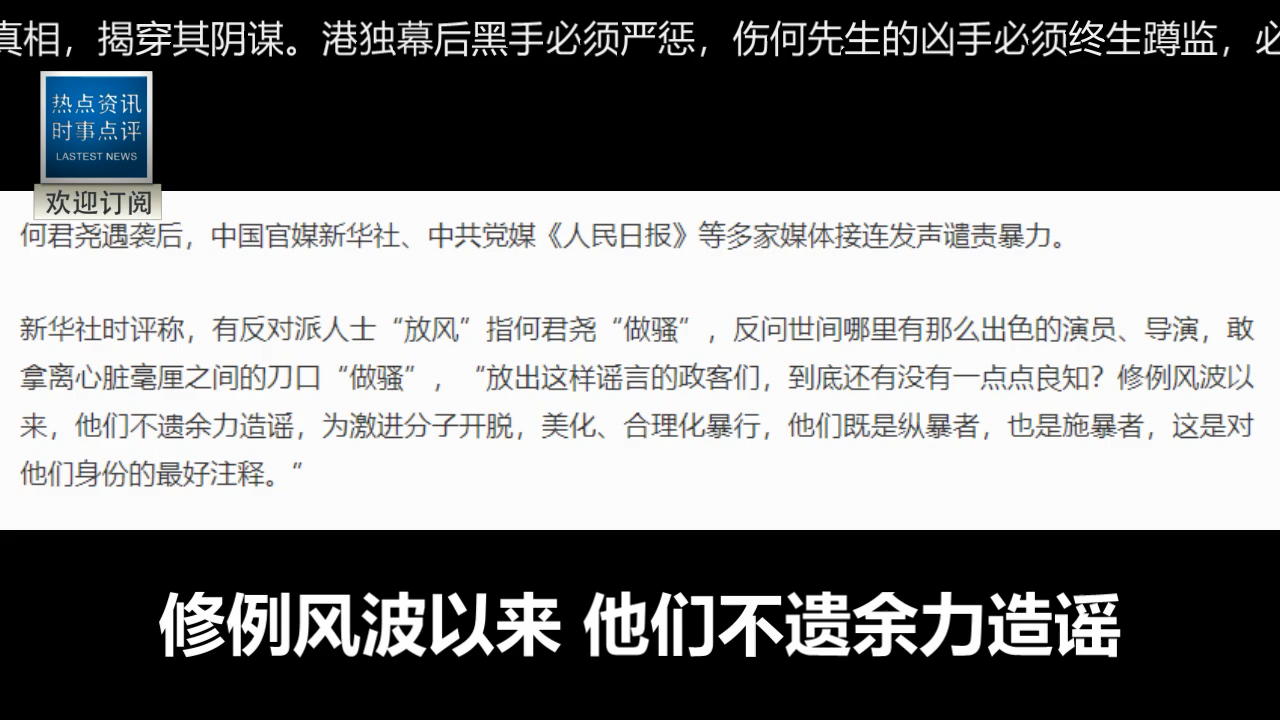 真相，揭穿其阴谋。港独幕后黑手必须严惩，伤何先生的凶手必须终生蹲监，必
热点资讯
时事点评
LASTEST NEWS
欢迎订阅
何君尧遇袭后，中国官媒新华社、中共党媒《人民日报》等多家媒体接连发声谴责暴力。
新华社时评称，有反对派人士“放风”指何君尧“做骚”，反问世间哪里有那么出色的演员、导演，敢
拿离心脏毫厘之间的刀口“做骚”，“放出这样谣言的政客们，到底还有没有一点点良知？修例风波以
来，他们不遗余力造谣，为激进分子开脱，美化、合理化暴行，他们既是纵暴者，也是施暴者，这是对
他们身份的最好注释。”
修例风波以来 他们不遗余力造谣